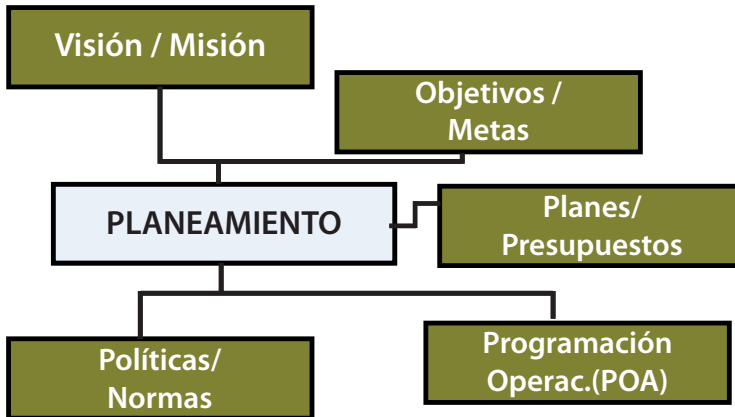 Visión / Misión
Objetivos /
Metas
PLANEAMIENTO
Planes/
Presupuestos
Políticas/
Normas
Programación
Operac.(POA)